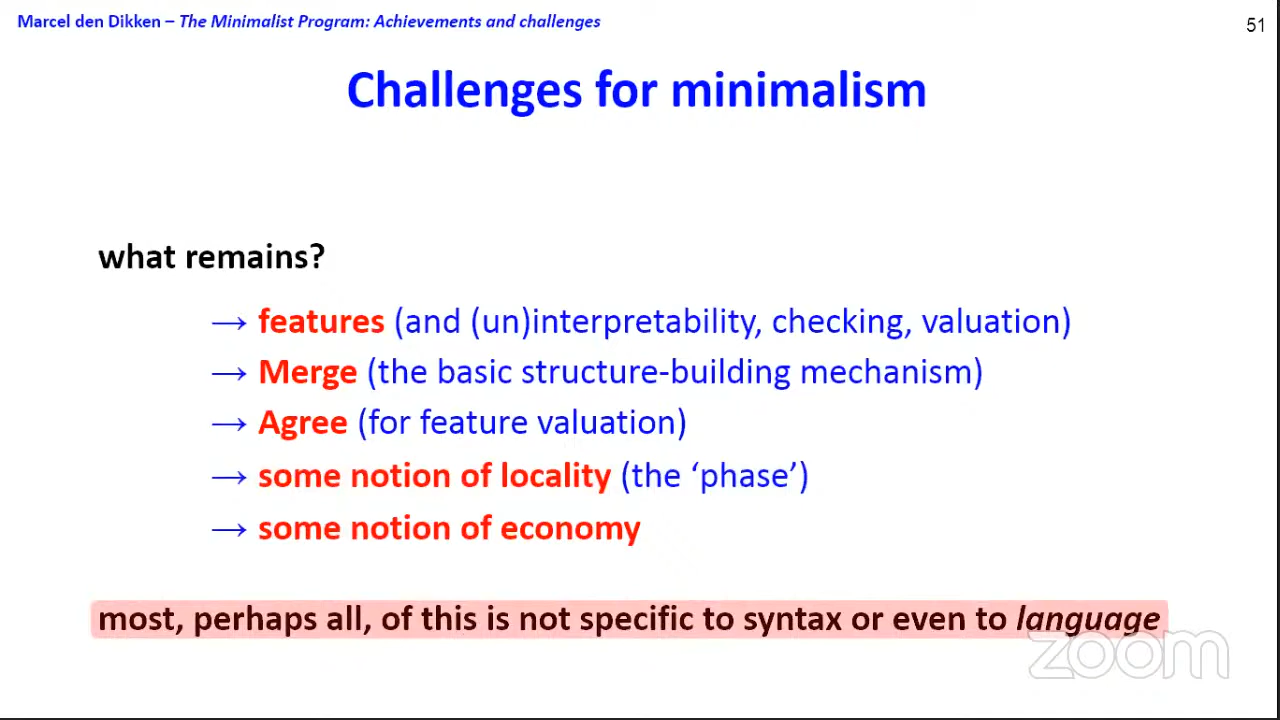 Marcel den Dikken – The Minimalist Program: Achievements and challenges
51
Challenges for minimalism
what remains?
→ features (and (un)interpretability, checking, valuation)
→ Merge (the basic structure-building mechanism)
→ Agree (for feature valuation)
→ some notion of locality (the ‘phase’)
→ some notion of economy
most, perhaps all, of this is not specific to syntax or even to language
zoom